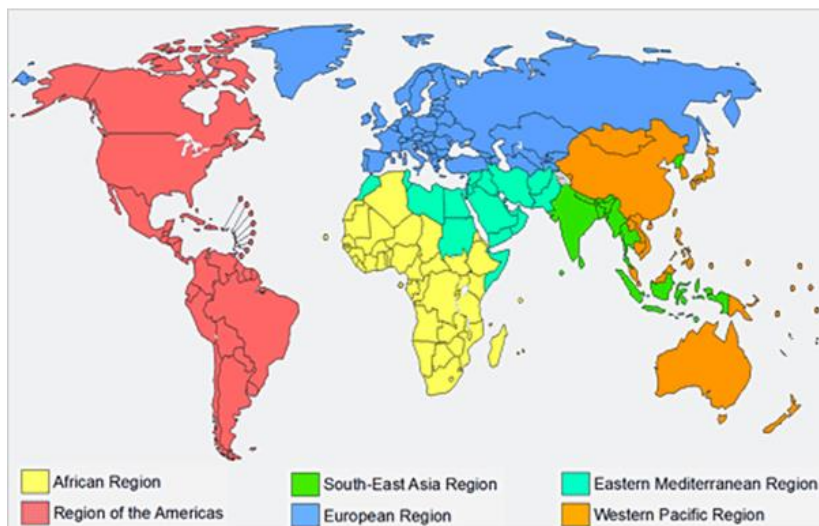 African Region
South-East Asia Region
Eastern Mediterranean Region
Region of the Americas
European Region
Western Pacific Region